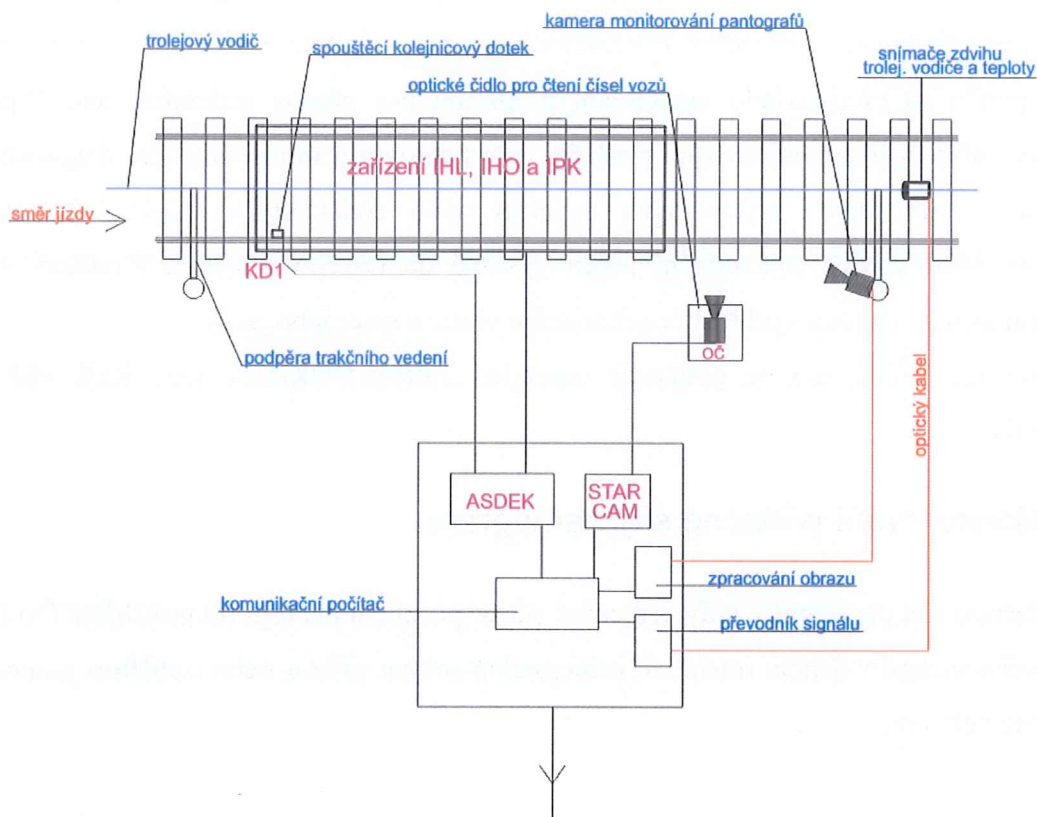 kamera monitorování pantografů
trolejový vodič
spouštěcí kolejnicový dotek
snímače zdvihu
trolej. vodiče a teploty
optické čidlo pro čtení čísel vozů
zařízení IHL, IHO a IPK
směr jízdy
KD1
podpěra trakčního vedení
OČ
optický kabel
ASDEK
STAR
CAM
zpracování obrazu
komunikační počítač
převodník signálu